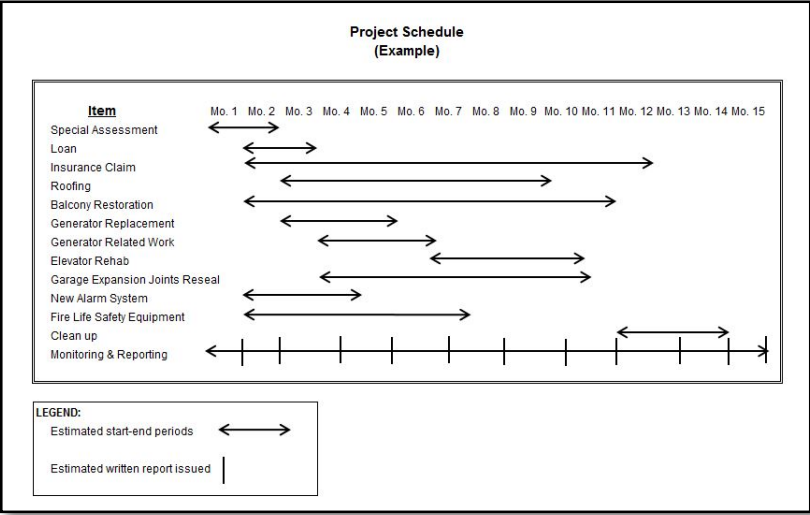 Project Schedule
(Example)
Item Mo. 1 Mo. 2 Mo. 3 Mo. 4 Mo. 5 Mo. 6 Mo. 7 Mo. 8 Mo. 9 Mo. 10 Mo. 11 Mo. 12 Mo. 13 Mo. 14 Mo. 15
Special Assessment
Loan
Insurance Claim
Roofing
Balcony Restoration
Generator Replacement
Generator Related Work
Elevator Rehab
Garage Expansion Joints Reseal
New Alarm System
Fire Life Safety Equipment
Clean up
Monitoring & Reporting
LEGEND:
Estimated start-end periods
Estimated written report issued